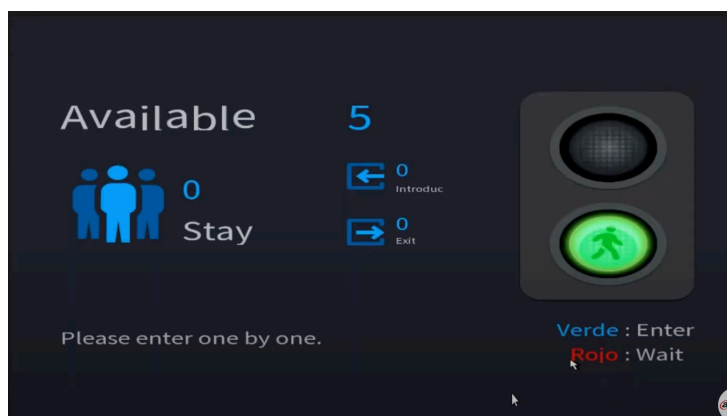 Available 5
0
Stay
0
Introduc
0
Exit
Please enter one by one.
Verde : Enter
Rojo : Wait